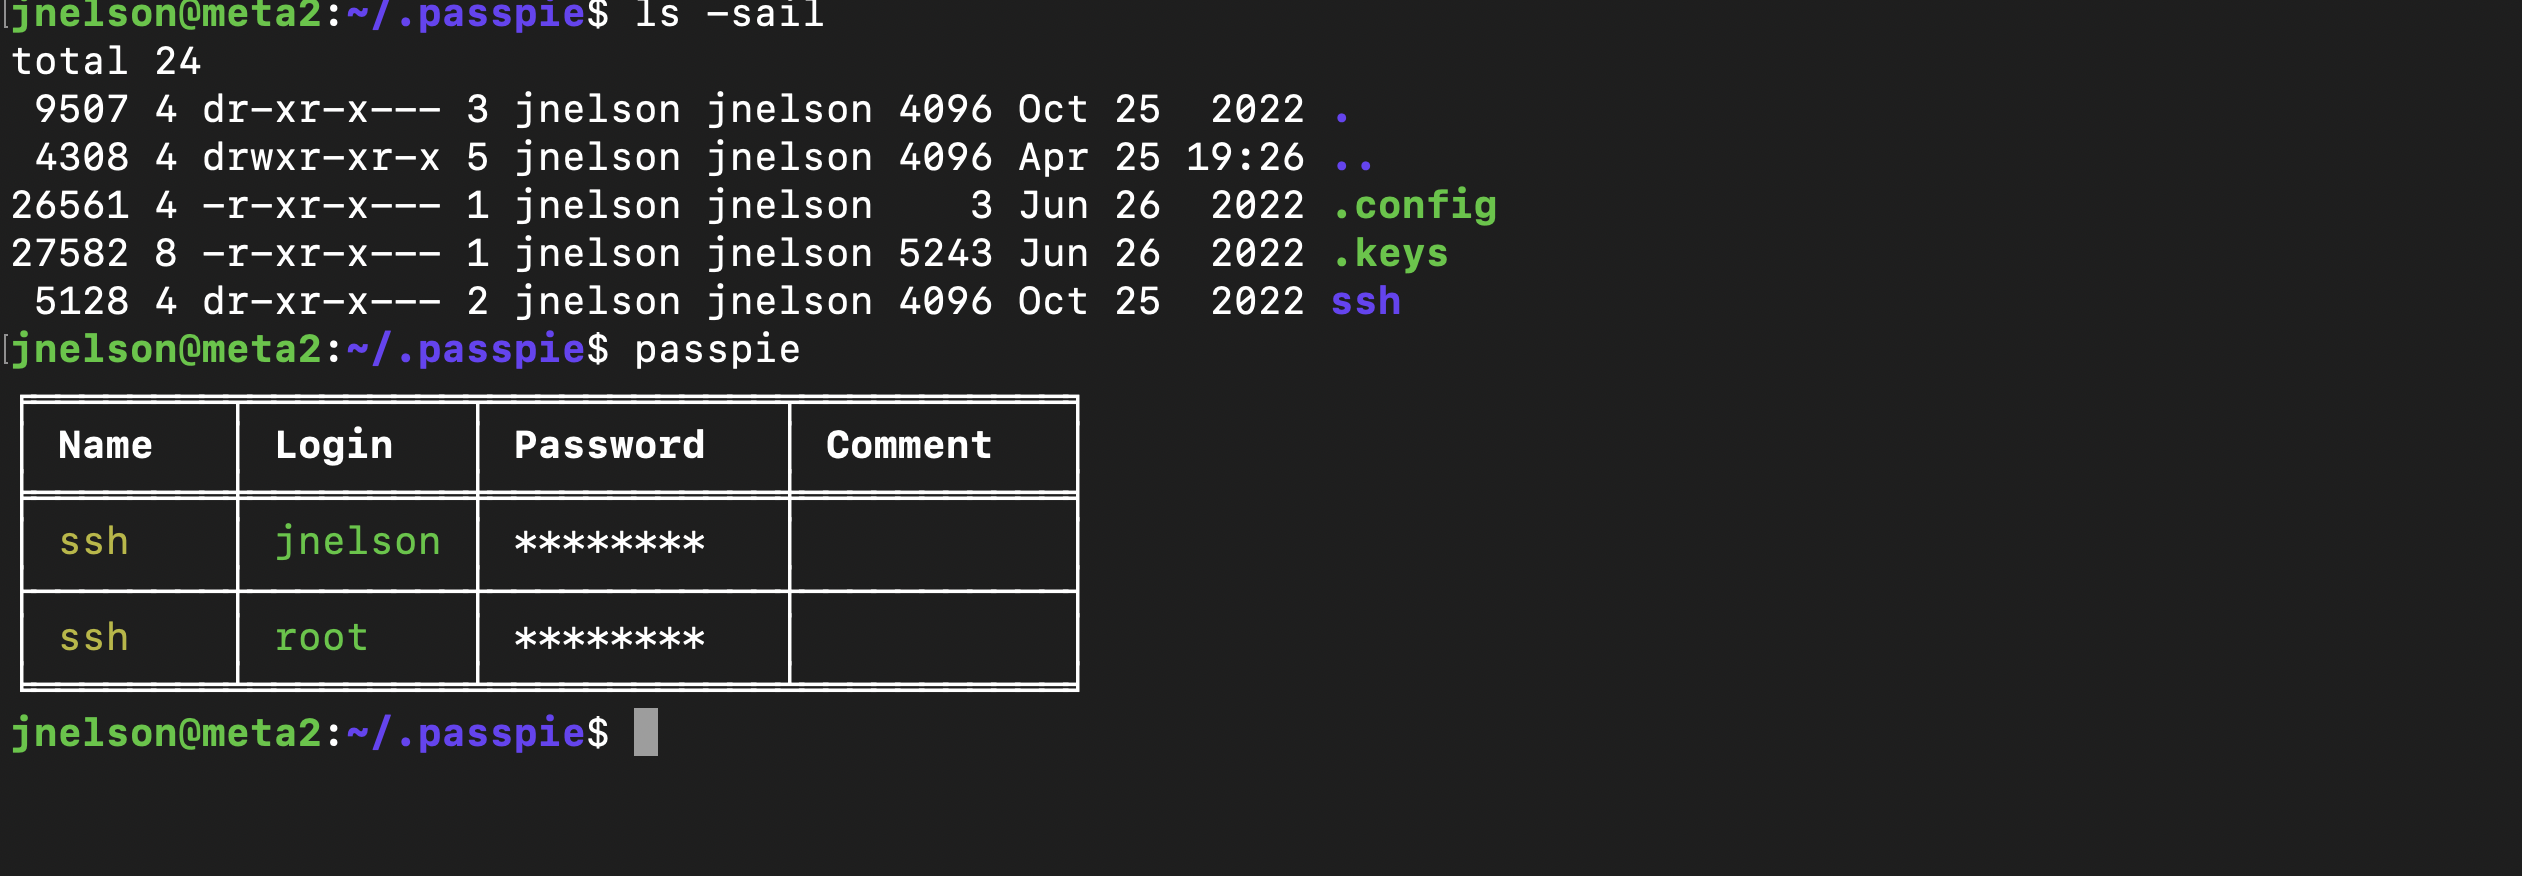 jnelson@meta2:~/.passpie$ ls -sail
total 24
 9507 4 dr-xr-x--- 3 jnelson jnelson 4096 Oct 25  2022 .
 4308 4 drwxr-xr-x 5 jnelson jnelson 4096 Apr 25 19:26 ..
26561 4 -r-xr-x--- 1 jnelson jnelson    3 Jun 26  2022 .config
27582 8 -r-xr-x--- 1 jnelson jnelson 5243 Jun 26  2022 .keys
 5128 4 dr-xr-x--- 2 jnelson jnelson 4096 Oct 25  2022 ssh
jnelson@meta2:~/.passpie$ passpie
Name Login Password Comment
ssh jnelson ********
ssh root ********
jnelson@meta2:~/.passpie$